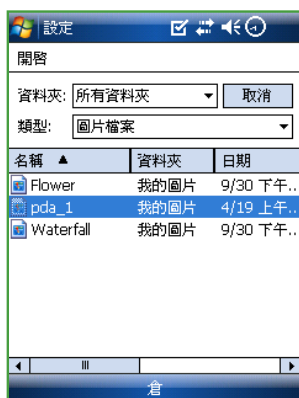 設定
開啓
資料夾: 所有資料夾 取消
類型: 圖片檔案
名稱 ▲ 資料夾 日期
Flower 我的圖片 9/30 下午..
pda_1 我的圖片 4/19 上午..
Waterfall 我的圖片 9/30 下午..
倉